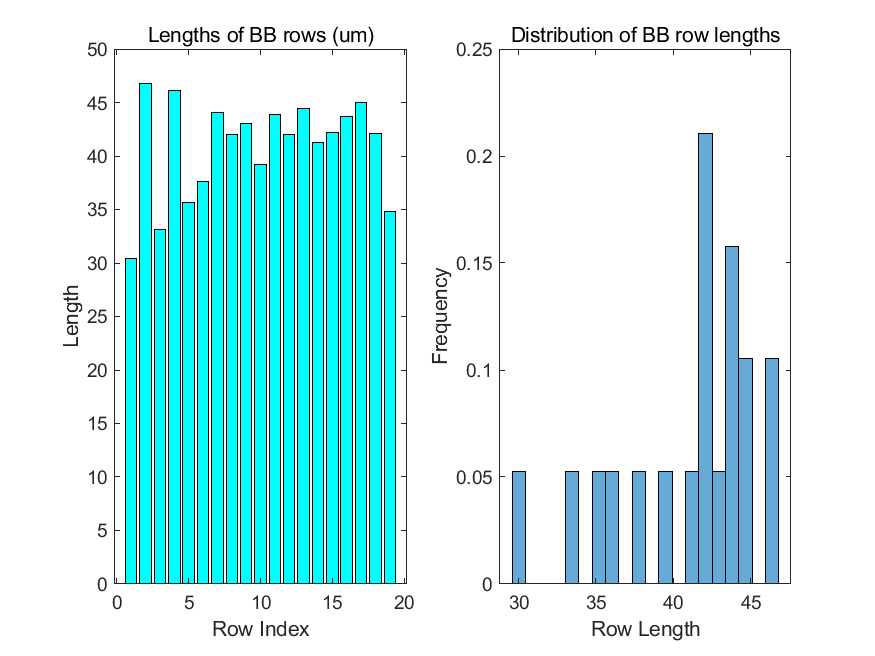 Lengths of BB rows (um)
50
45
40
35
30
25
20
15
10
5
0
Length
0 5 10 15 20
Row Index
Distribution of BB row lengths
0.25
0.2
0.15
0.1
0.05
0
Frequency
30 35 40 45
Row Length